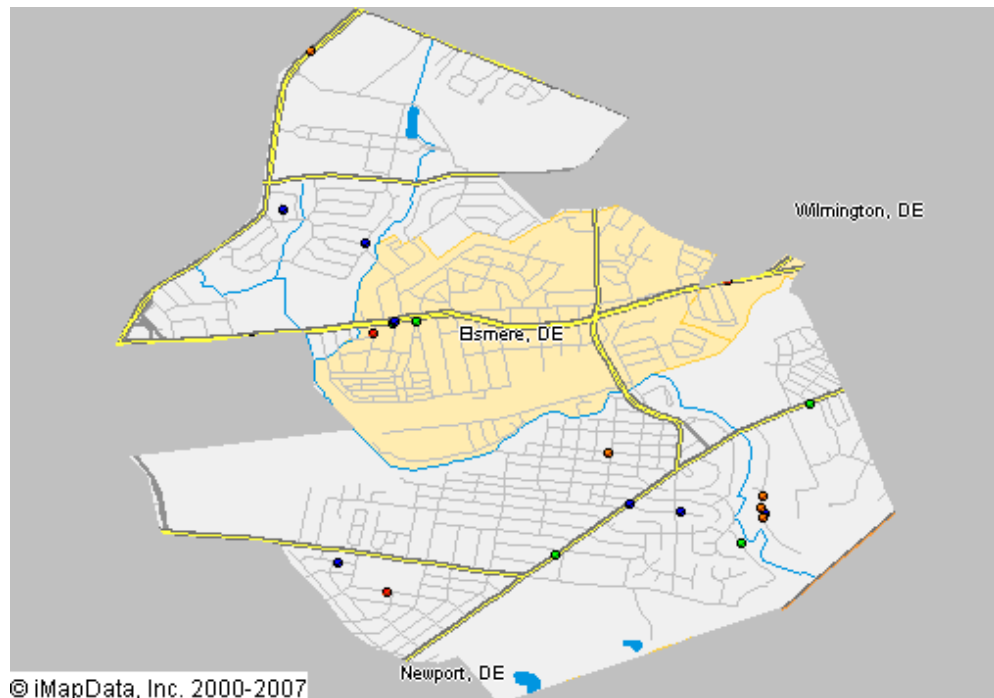 Wilmington, DE
Elsmere, DE
Newport, DE
© iMapData, Inc. 2000-2007